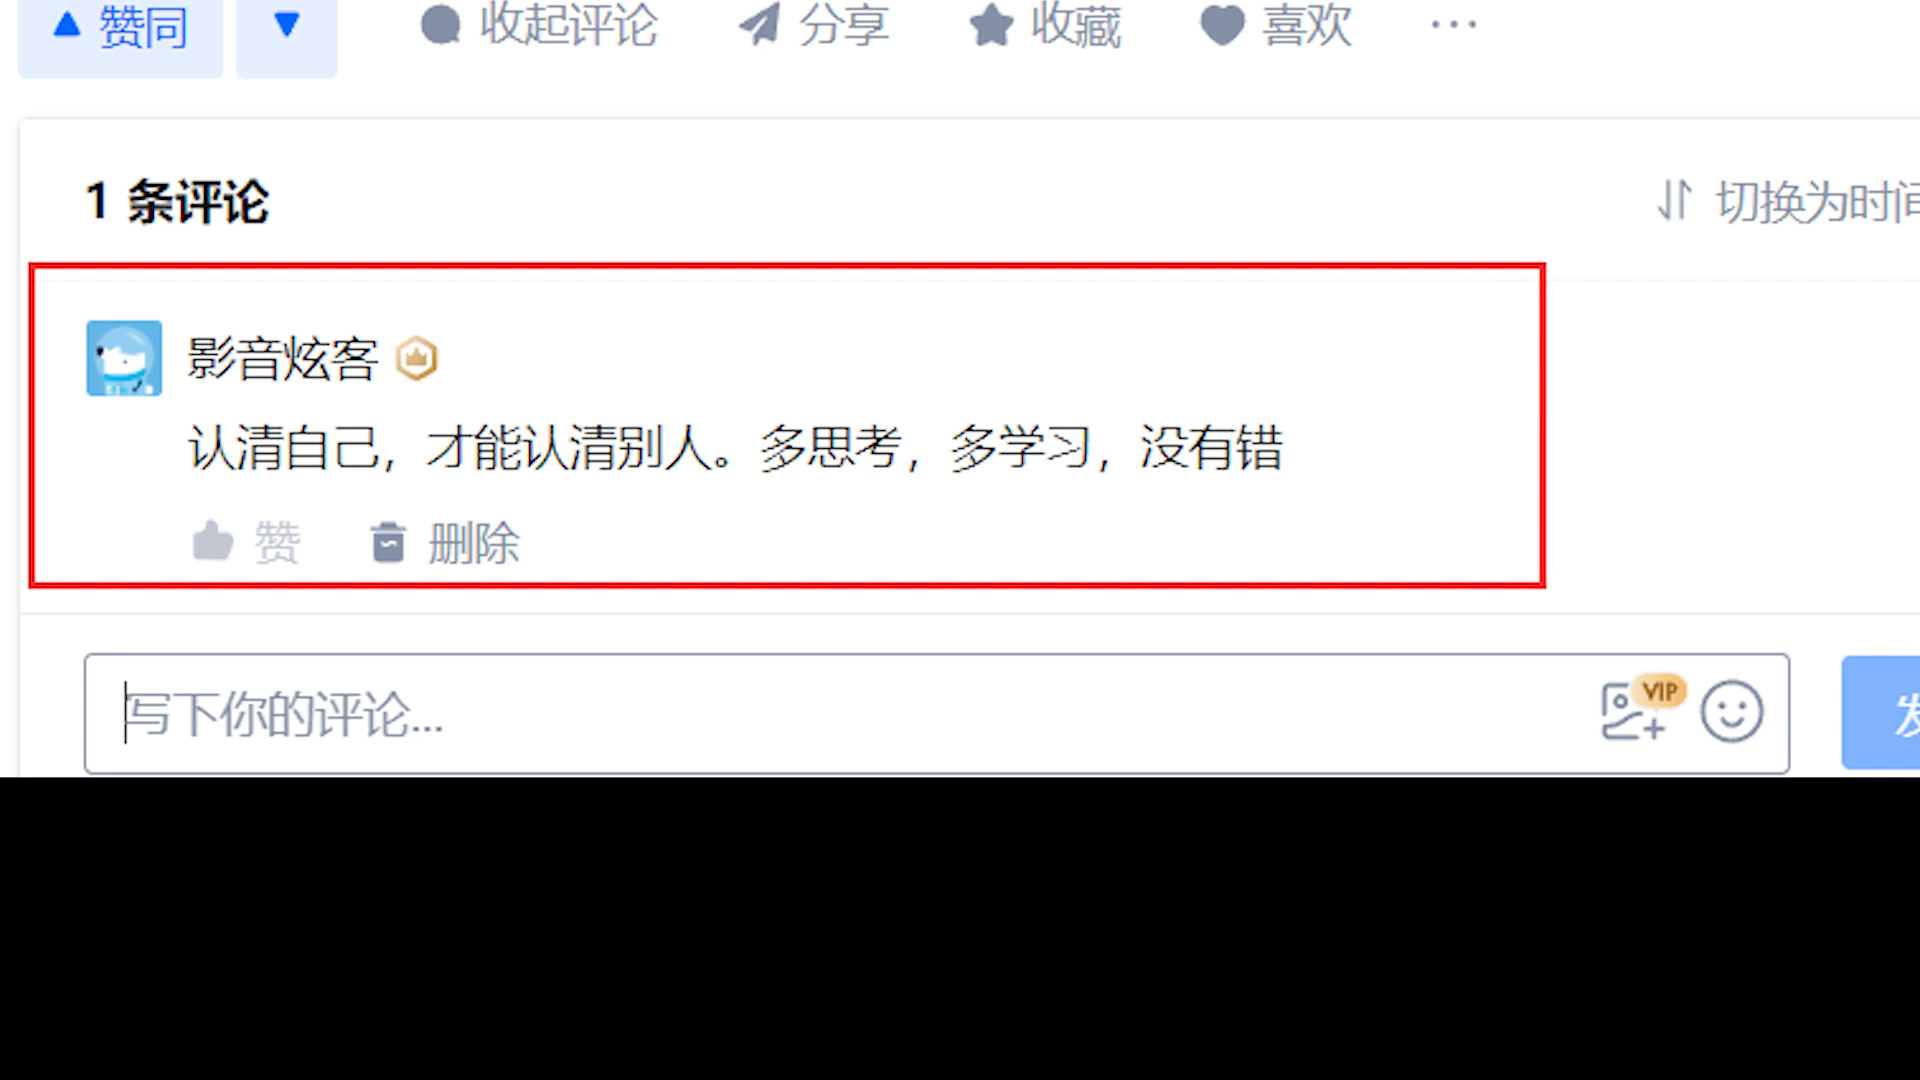 赞同 收起评论 分享 收藏 喜欢 ...
1 条评论 切换为时间
影音炫客
认清自己，才能认清别人。多思考，多学习，没有错
赞 删除
写下你的评论... VIP 发